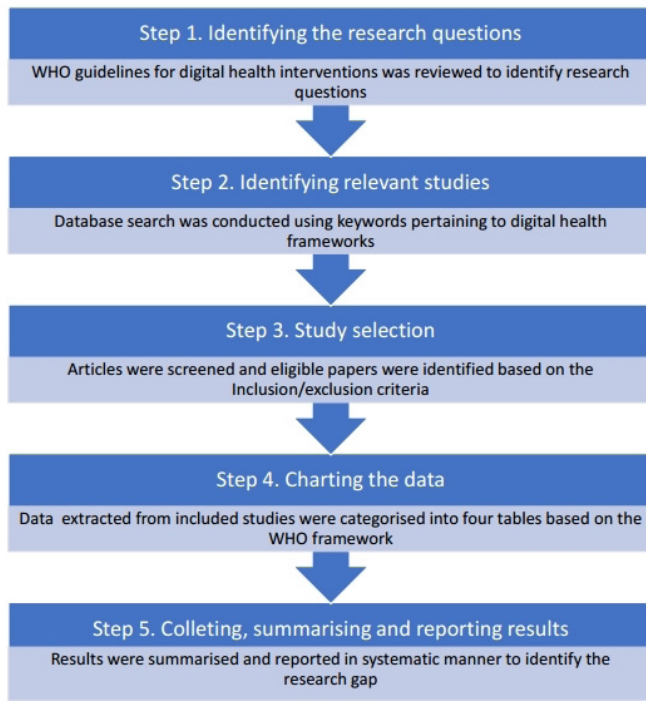 Step 1. Identifying the research questions
WHO guidelines for digital health interventions was reviewed to identify research
questions
Step 2. Identifying relevant studies
Database search was conducted using keywords pertaining to digital health
frameworks
Step 3. Study selection
Articles were screened and eligible papers were identified based on the
Inclusion/exclusion criteria
Step 4. Charting the data
Data extracted from included studies were categorised into four tables based on the
WHO framework
Step 5. Colleting, summarising and reporting results
Results were summarised and reported in systematic manner to identify the
research gap